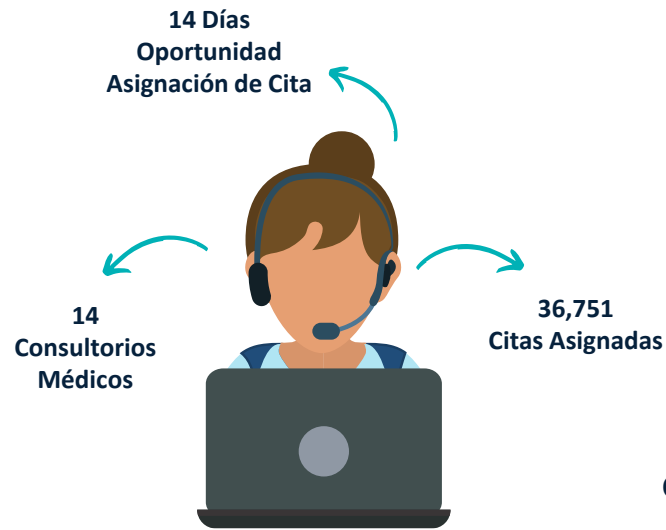 14 Días
Oportunidad
Asignación de Cita
14
Consultorios
Médicos
36,751
Citas Asignadas